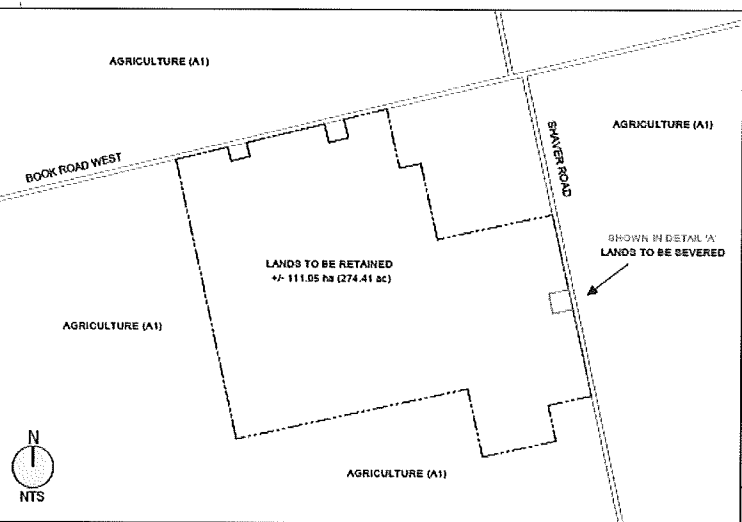 AGRICULTURE (A1)
AGRICULTURE (A1)
BOOK ROAD WEST
SHAVER ROAD
SHOWN IN DETAIL 'A'
LANDS TO BE SEVERED
LANDS TO BE RETAINED
+/- 111.05 ha (274.41 ac)
AGRICULTURE (A1)
AGRICULTURE (A1)
N
NTS